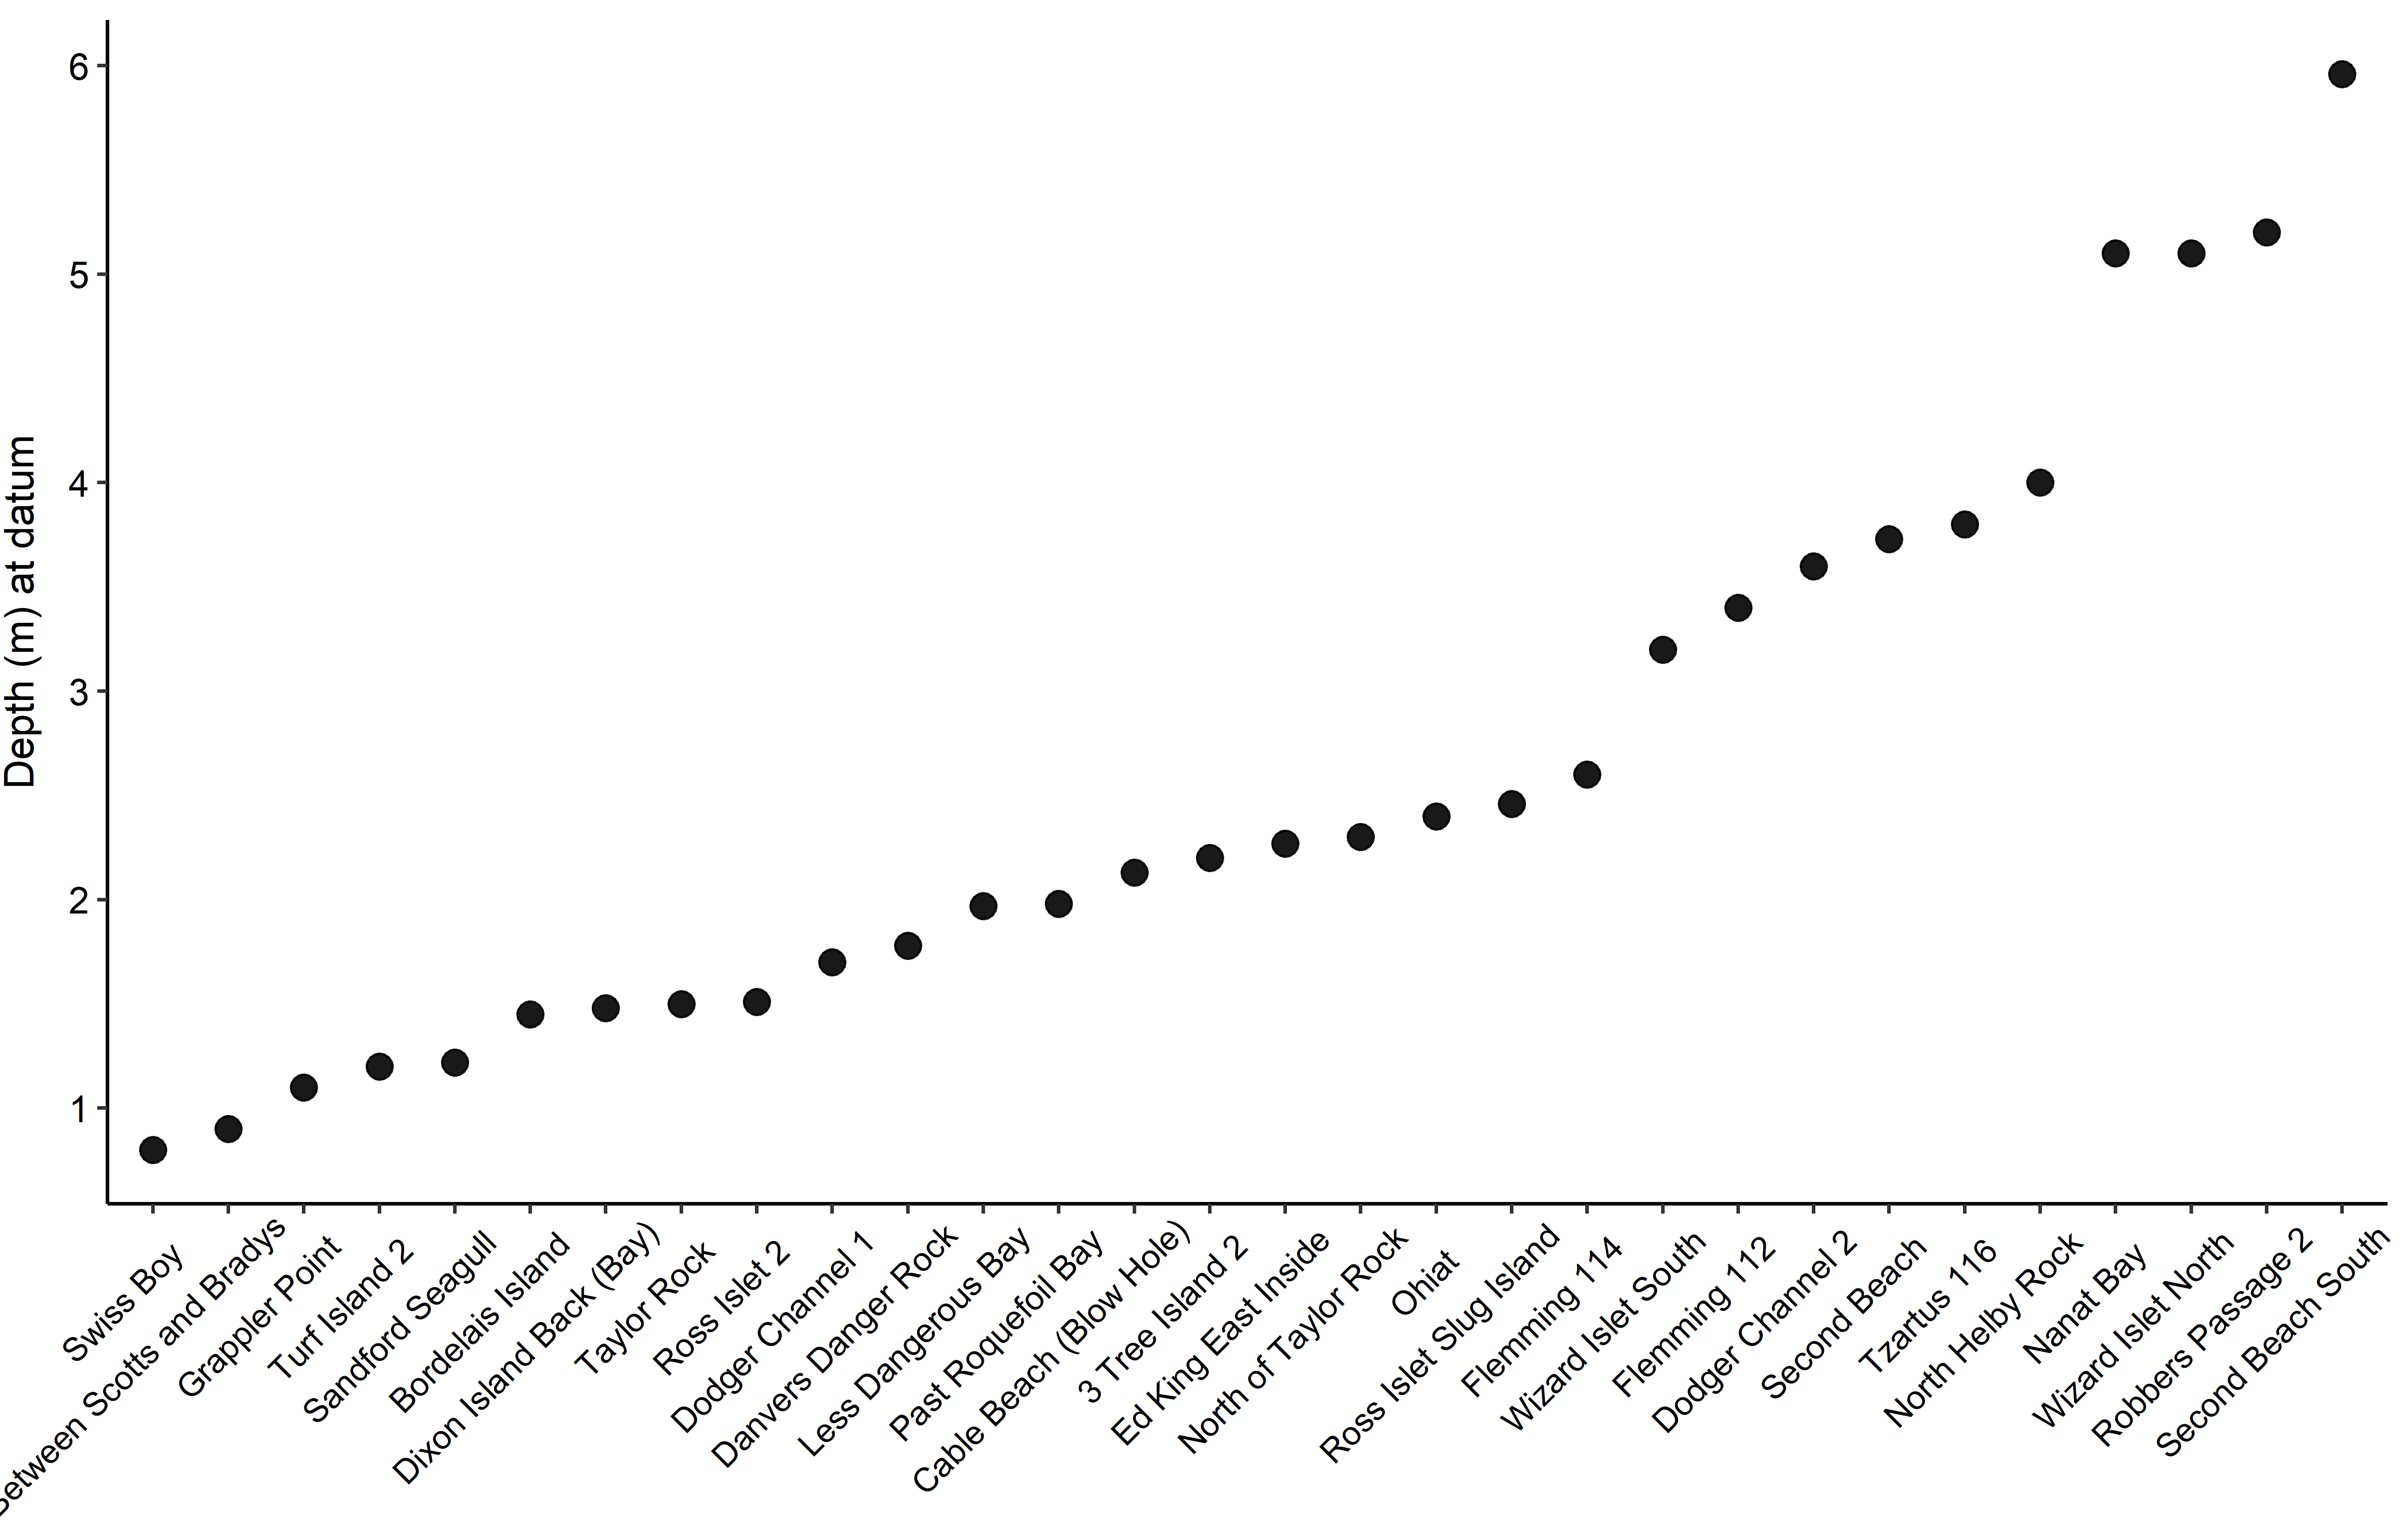 Depth (m) at datum
6
5
4
3
2
1
Swiss Boy
Between Scotts and Bradys
Grappler Point
Turf Island 2
Sandford Seagull
Bordelais Island
Dixon Island Back (Bay)
Taylor Rock
Ross Islet 2
Dodger Channel 1
Danvers Danger Rock
Less Dangerous Bay
Past Roquefoil Bay
Cable Beach (Blow Hole)
3 Tree Island 2
Ed King East Inside
North of Taylor Rock
Ohiat
Ross Islet Slug Island
Flemming 114
Wizard Islet South
Flemming 112
Dodger Channel 2
Second Beach
Tzartus 116
North Helby Rock
Nanat Bay
Wizard Islet North
Robbers Passage 2
Second Beach South